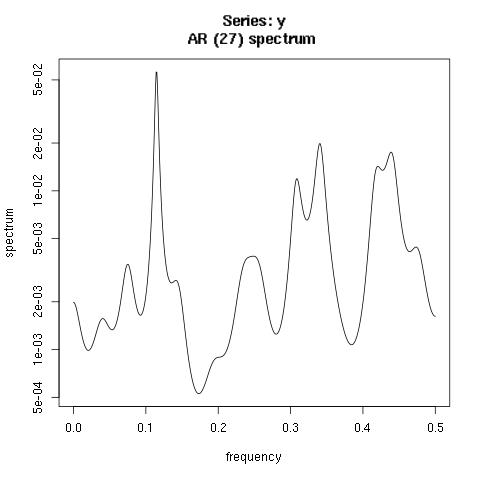 Series: y
AR (27) spectrum
5e-02
2e-02
1e-02
5e-03
2e-03
1e-03
5e-04
spectrum
0.0 0.1 0.2 0.3 0.4 0.5
frequency